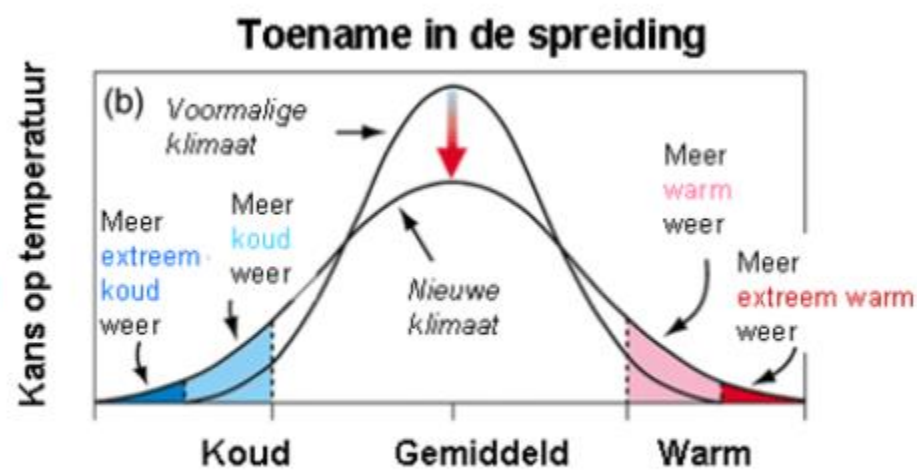 Toename in de spreiding
Kans op temperatuur
(b)
Voormalige
klimaat
Meer
extreem
koud
weer
Meer
koud
weer
Nieuwe
klimaat
Meer
warm
weer
Meer
extreem warm
weer
Koud
Gemiddeld
Warm